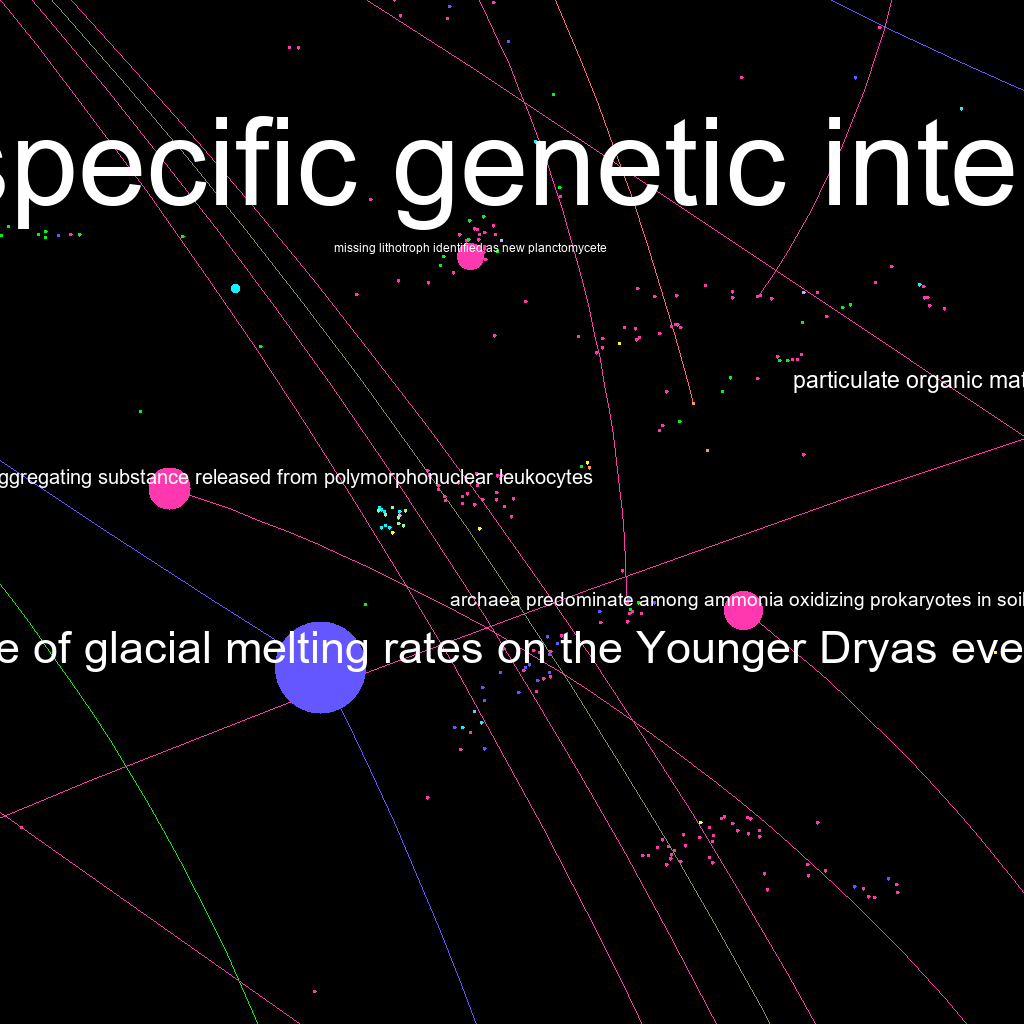 specific genetic inte
missing lithotroph identified as new planctomycete
particulate organic mat
ggregating substance released from polymorphonuclear leukocytes
archaea predominate among ammonia oxidizing prokaryotes in soil
e of glacial melting rates on the Younger Dryas eve